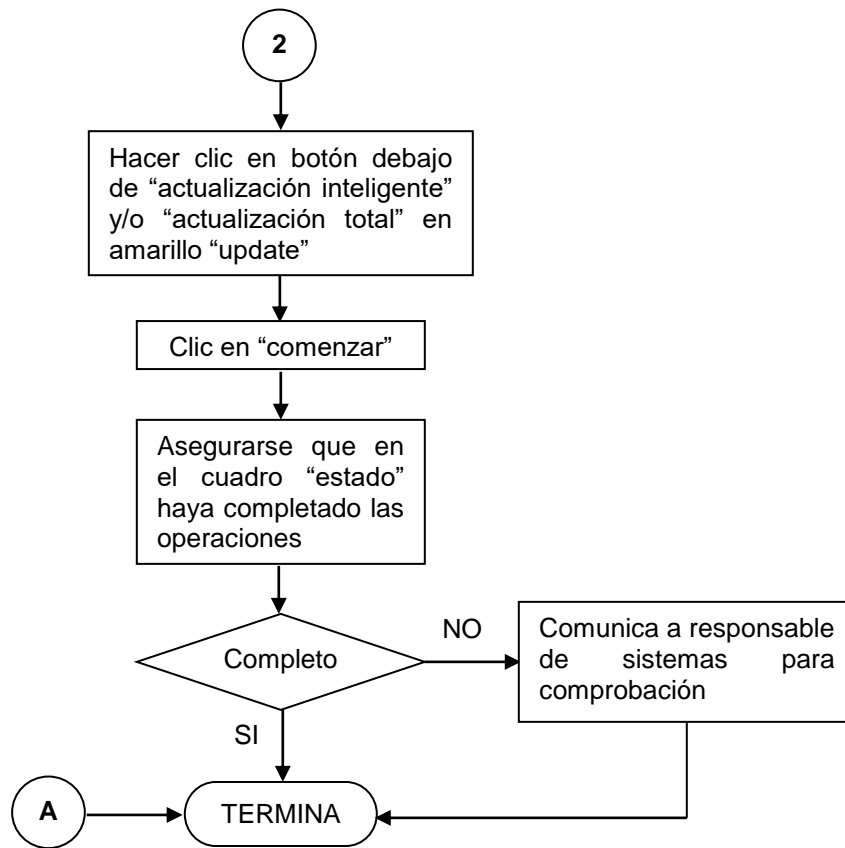 2
Hacer clic en botón debajo
de “actualización inteligente”
y/o “actualización total” en
amarillo “update”
Clic en “comenzar”
Asegurarse que en
el cuadro “estado”
haya completado las
operaciones
Completo
NO
Comunica a responsable
de sistemas para
comprobación
SI
A
TERMINA